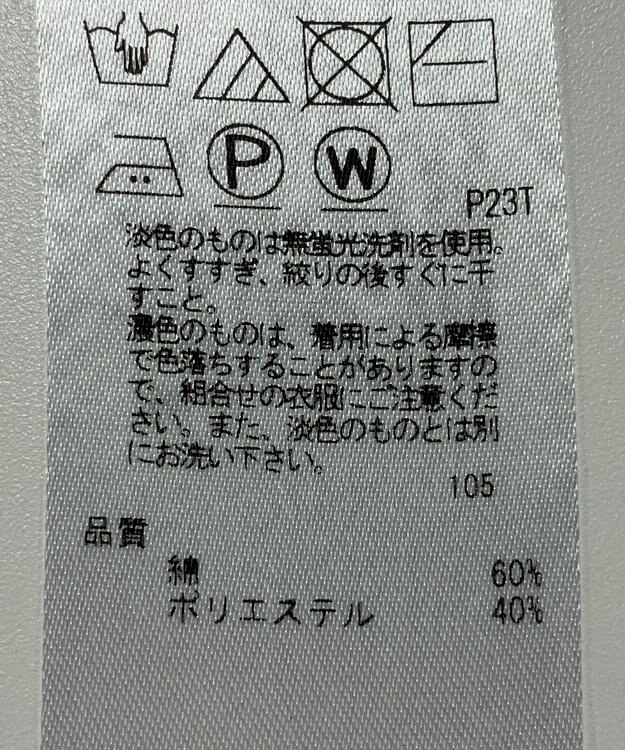 P W
P23T
淡色のものは無蛍光洗剤を使用。
よくすすぎ、絞りの後すぐに干
すこと。
濃色のものは、着用による摩擦
で色落ちすることがありますの
で、組合せの衣服にご注意くだ
さい。また、淡色のものとは別
にお洗い下さい。
105
品質
綿 60%
ポリエステル 40%